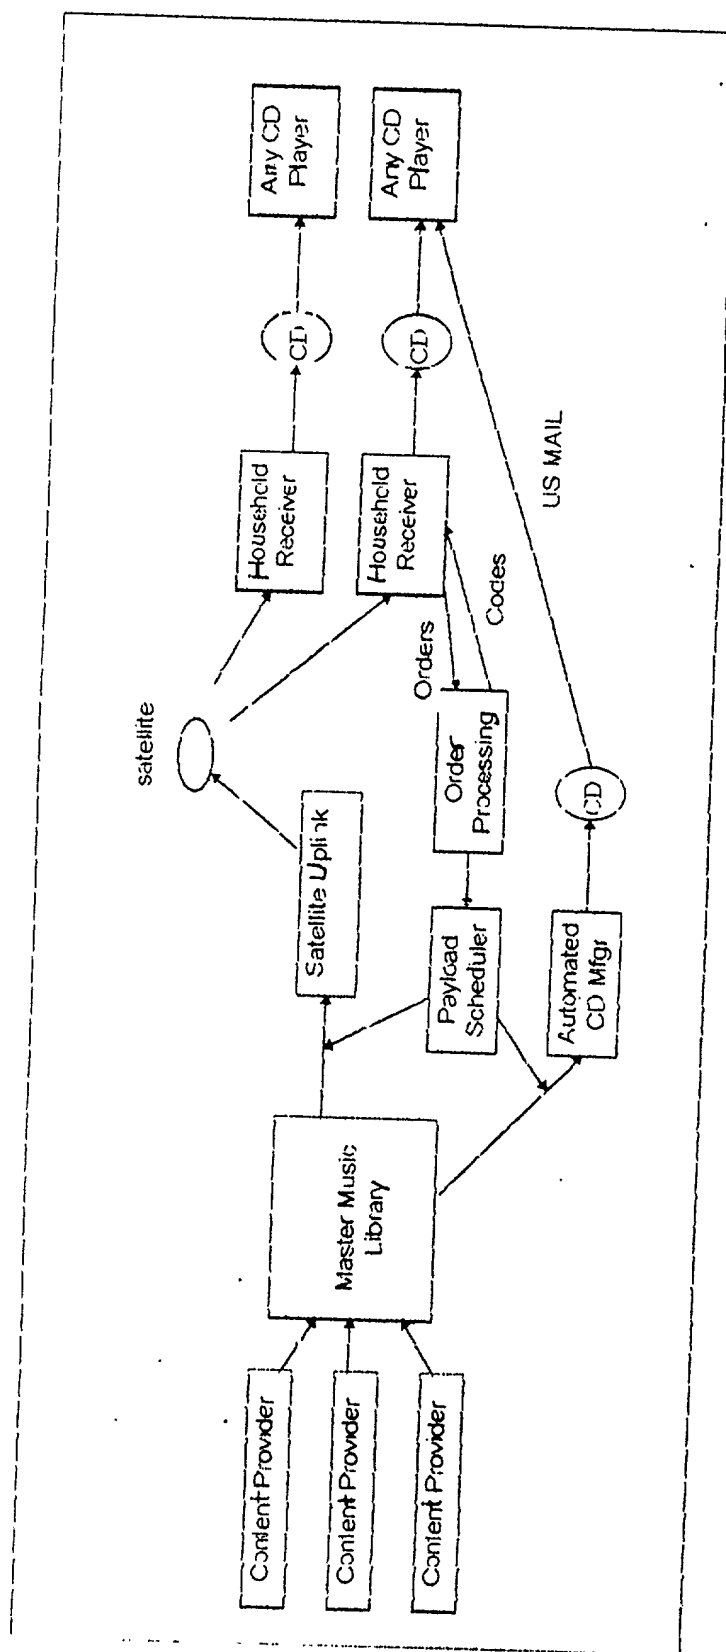 Content Provider
Content Provider
Content Provider
Master Music
Library
Satellite Uplink
satellite
Payload
Scheduler
Order
Processing
Orders
Codes
Automated
CD Mfgr
CD
US MAIL
Household
Receiver
Household
Receiver
CD
CD
Any CD
Player
Any CD
Player